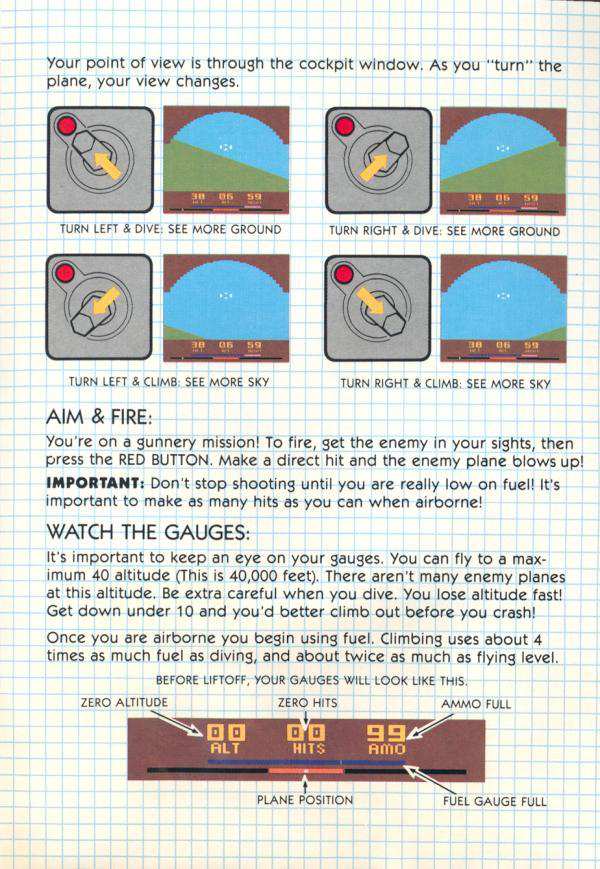 Your point of view is through the cockpit window. As you "turn" the
plane, your view changes.
38 06 59
TURN LEFT & DIVE: SEE MORE GROUND
38 06 59
TURN RIGHT & DIVE: SEE MORE GROUND
38 06 59
TURN LEFT & CLIMB: SEE MORE SKY
38 06 59
TURN RIGHT & CLIMB: SEE MORE SKY
AIM & FIRE:
You're on a gunnery mission! To fire, get the enemy in your sights, then
press the RED BUTTON. Make a direct hit and the enemy plane blows up!
IMPORTANT: Don't stop shooting until you are really low on fuel! It's
important to make as many hits as you can when airborne!
WATCH THE GAUGES:
It's important to keep an eye on your gauges. You can fly to a max-
imum 40 altitude (This is 40,000 feet). There aren't many enemy planes
at this altitude. Be extra careful when you dive. You lose altitude fast!
Get down under 10 and you'd better climb out before you crash!
Once you are airborne you begin using fuel. Climbing uses about 4
times as much fuel as diving, and about twice as much as flying level.
BEFORE LIFTOFF, YOUR GAUGES WILL LOOK LIKE THIS.
ZERO ALTITUDE ZERO HITS AMMO FULL
00 00 99
ALT HITS AMO
PLANE POSITION FUEL GAUGE FULL